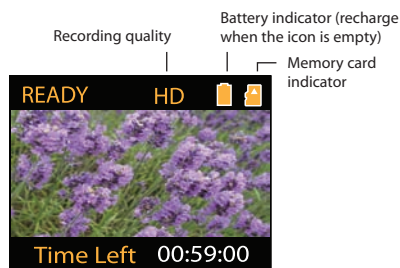 Battery indicator (recharge
when the icon is empty)
Recording quality
Memory card
indicator
READY HD
Time Left 00:59:00